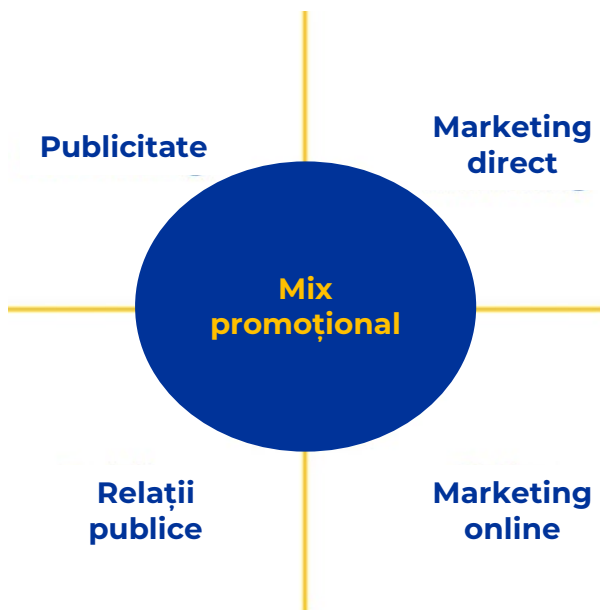 Publicitate
Marketing
direct
Mix
promoțional
Relații
publice
Marketing
online